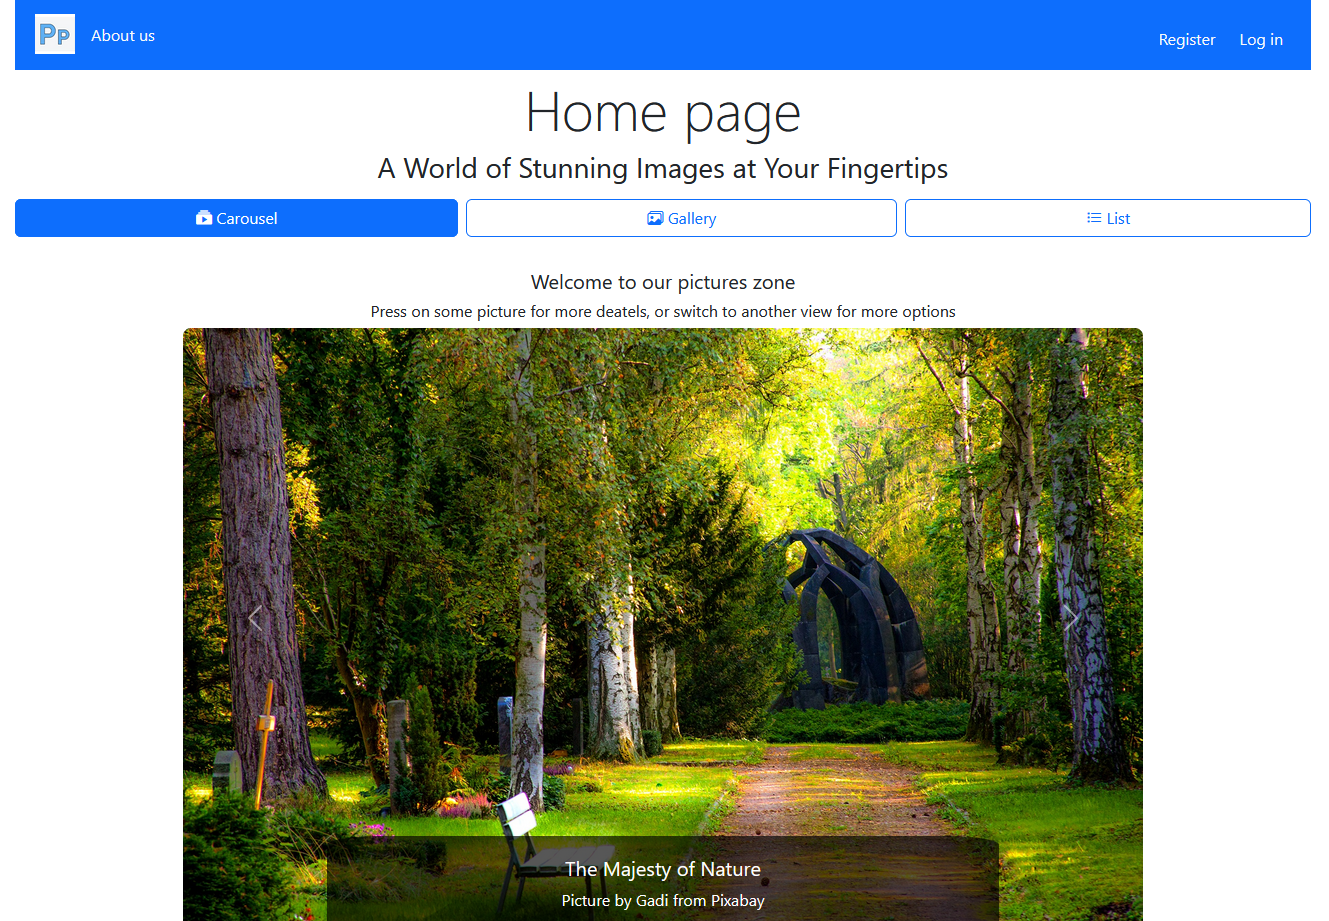 Pp About us
Register Log in
Home page
A World of Stunning Images at Your Fingertips
Carousel
Gallery
List
Welcome to our pictures zone
Press on some picture for more deatels, or switch to another view for more options
The Majesty of Nature
Picture by Gadi from Pixabay